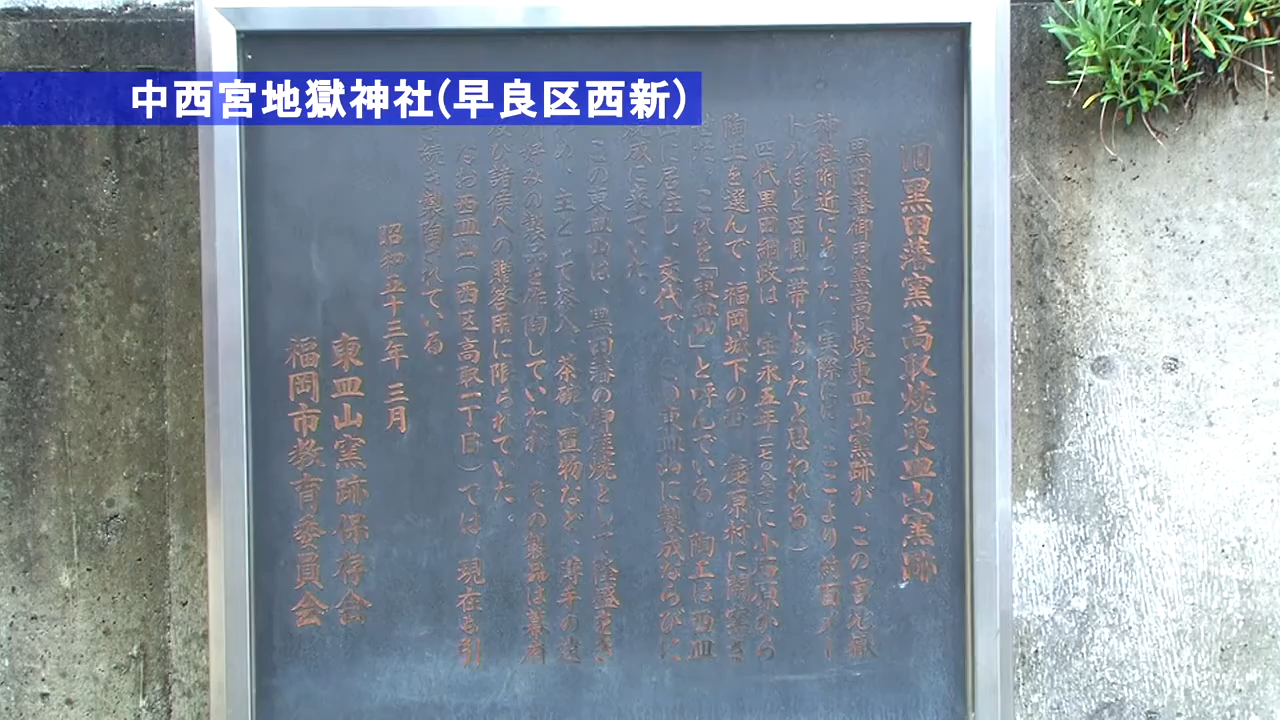 中西宮地獄神社(早良区西新)
旧黒田藩窯高取焼東皿山窯跡
黒田藩御用窯高取焼東皿山窯跡が、この宮地嶽
神社附近にあった。(実際には、ここより約百メー
トルほど西側一帯にあったと思われる)
四代黒田綱政は、宝永五年(一七〇八年)に小石原から
陶工を選んで、福岡城下の西 麁原村に開窯さ
せた。これを「東皿山」と呼んでいる。陶工は西皿
山に居住し、交代で、この東皿山に製成ならびに
焼成に来ていた。
この東皿山は、黒田藩の御庭焼として隆盛をき
わめ、主として茶入、茶碗、置物など、薄手の遠
州好みの製品を作陶していたが、その製品は幕府
及び諸侯への献答用に限られていた。
なお西皿山(西区高取一丁目)では 現在も引
き続き製陶されている
昭和五十三年 三月
東皿山窯跡保存会
福岡市教育委員会